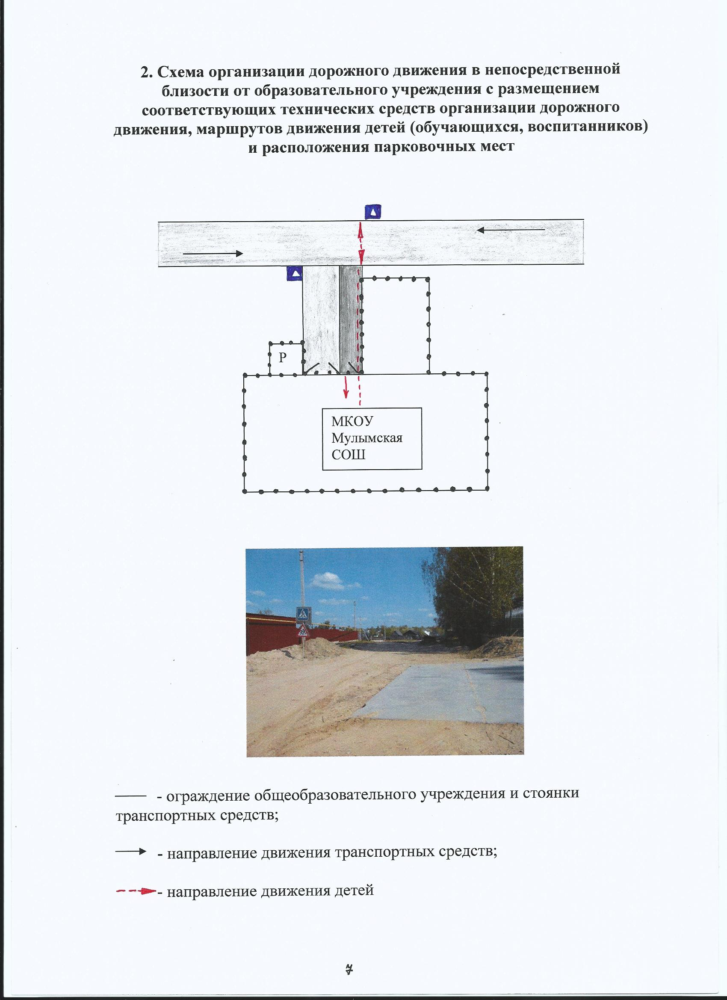 2. Схема организации дорожного движения в непосредственной
близости от образовательного учреждения с размещением
соответствующих технических средств организации дорожного
движения, маршрутов движения детей (обучающихся, воспитанников)
и расположения парковочных мест
Р
МКОУ
Мулымская
СОШ
- ограждение общеобразовательного учреждения и стоянки
транспортных средств;
- направление движения транспортных средств;
- направление движения детей
7